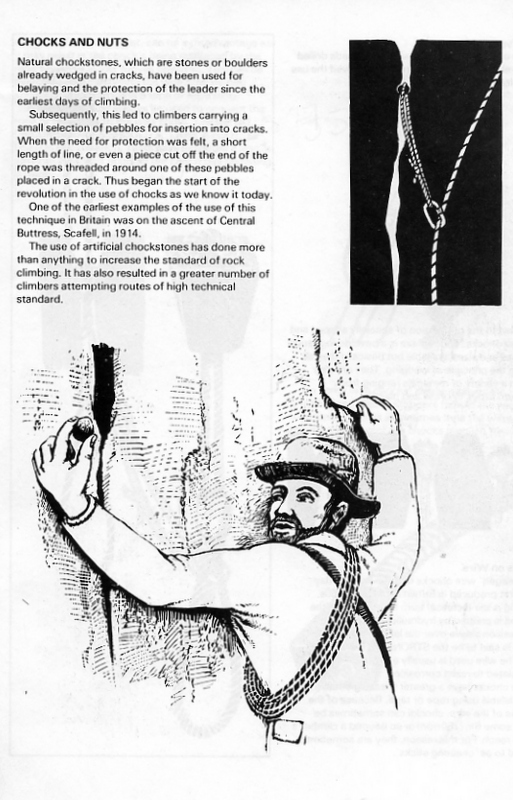 CHOCKS AND NUTS
Natural chockstones, which are stones or boulders
already wedged in cracks, have been used for
belaying and the protection of the leader since the
earliest days of climbing.
Subsequently, this led to climbers carrying a
small selection of pebbles for insertion into cracks.
When the need for protection was felt, a short
length of line, or even a piece cut off the end of the
rope was threaded around one of these pebbles
placed in a crack. Thus began the start of the
revolution in the use of chocks as we know it today.
One of the earliest examples of the use of this
technique in Britain was on the ascent of Central
Buttress, Scafell, in 1914.
The use of artificial chockstones has done more
than anything to increase the standard of rock
climbing. It has also resulted in a greater number of
climbers attempting routes of high technical
standard.